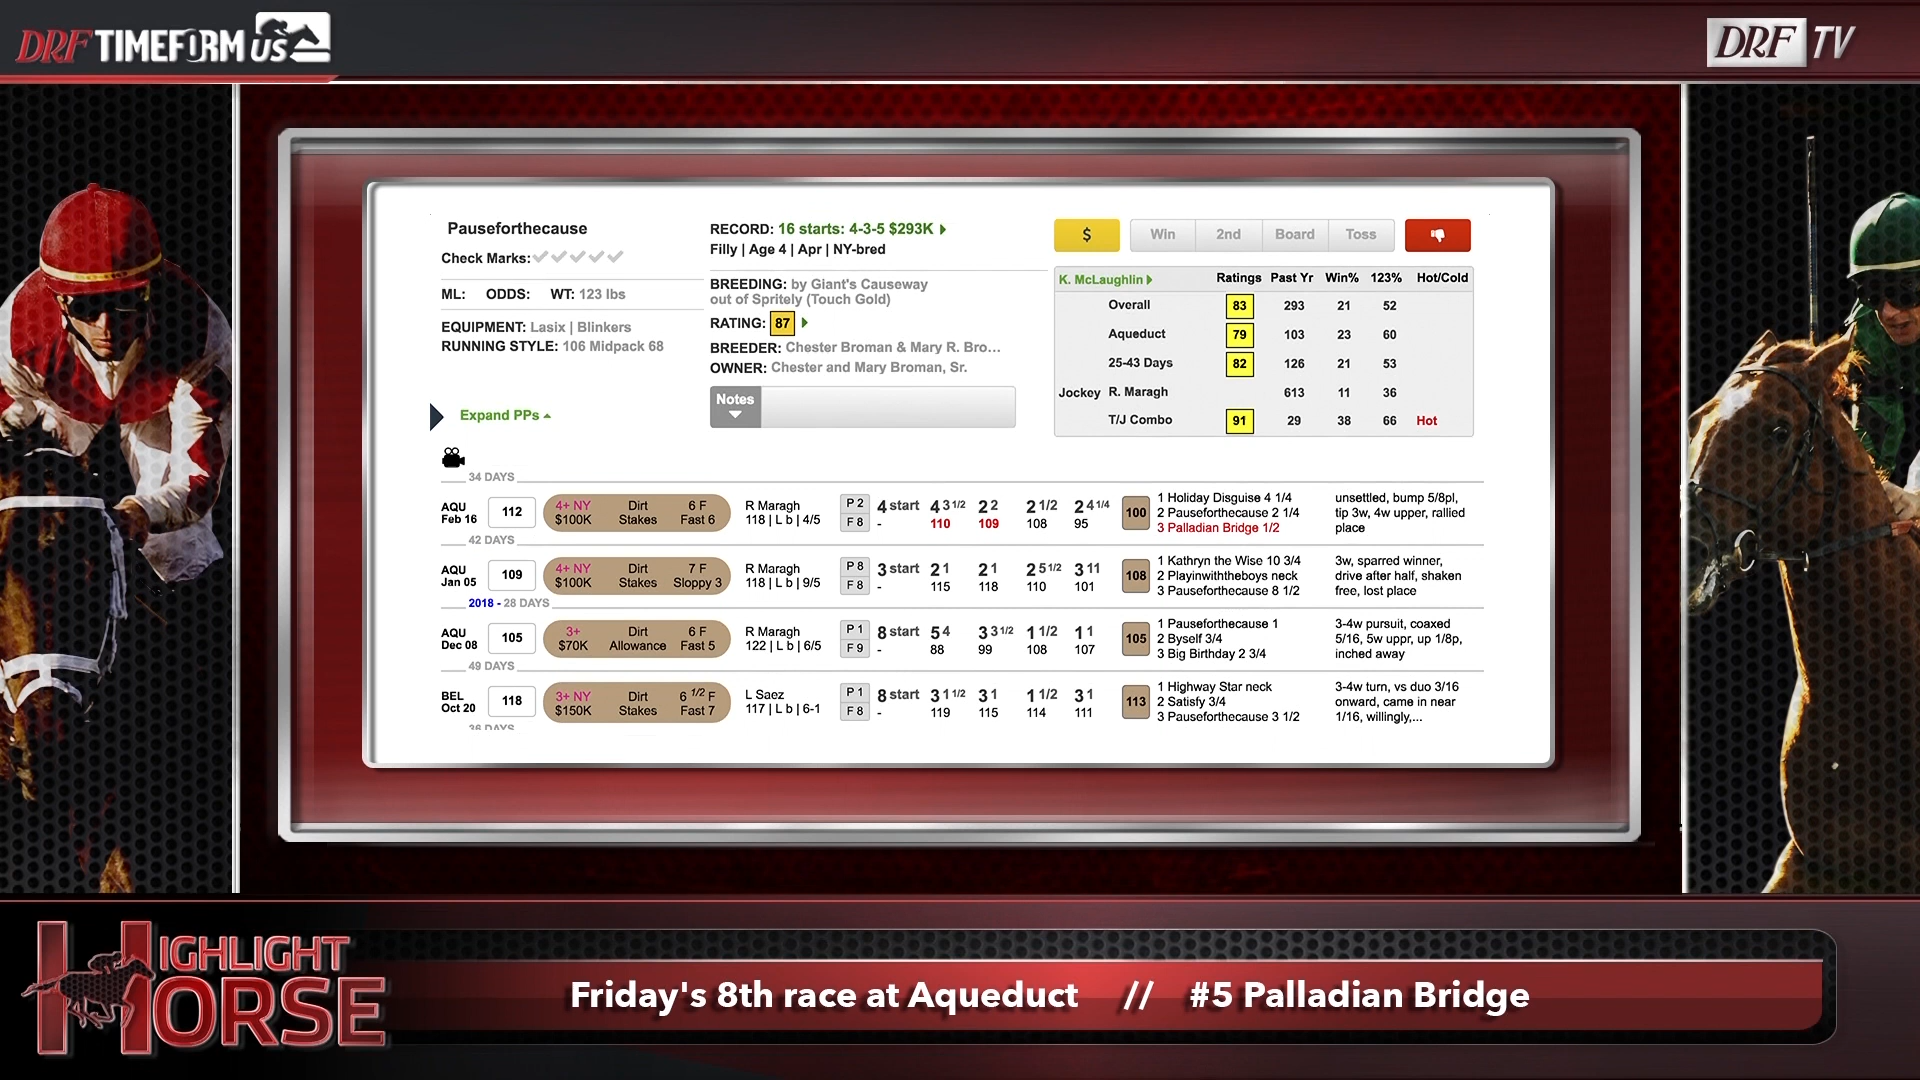 DRF TIMEFORM US
DRF TV
Pauseforthecause
Check Marks:
ML: ODDS: WT: 123 lbs
EQUIPMENT: Lasix | Blinkers
RUNNING STYLE: 106 Midpack 68
Expand PPs
RECORD: 16 starts: 4-3-5 $293K
Filly | Age 4 | Apr | NY-bred
BREEDING: by Giant's Causeway
out of Spritely (Touch Gold)
RATING: 87
BREEDER: Chester Broman & Mary R. Bro...
OWNER: Chester and Mary Broman, Sr.
Notes
$ Win 2nd Board Toss
K. McLaughlin Ratings Past Yr Win% 123% Hot/Cold
Overall 83 293 21 52
Aqueduct 79 103 23 60
25-43 Days 82 126 21 53
Jockey R. Maragh 613 11 36
T/J Combo 91 29 38 66 Hot
34 DAYS
AQU Feb 16 112 4+ NY $100K Dirt Stakes 6 F Fast 6 R Maragh 118 | L b | 4/5 P 2 F 8 4 start - 4 3 1/2 110 2 2 109 2 1/2 108 2 4 1/4 95 100 1 Holiday Disguise 4 1/4 2 Pauseforthecause 2 1/4 3 Palladian Bridge 1/2 unsettled, bump 5/8pl, tip 3w, 4w upper, rallied place
42 DAYS
AQU Jan 05 109 4+ NY $100K Dirt Stakes 7 F Sloppy 3 R Maragh 118 | L b | 9/5 P 8 F 8 3 start - 2 1 115 2 1 118 2 5 1/2 110 3 11 101 108 1 Kathryn the Wise 10 3/4 2 Playinwiththeboys neck 3 Pauseforthecause 8 1/2 3w, sparred winner, drive after half, shaken free, lost place
2018 - 28 DAYS
AQU Dec 08 105 3+ $70K Dirt Allowance 6 F Fast 5 R Maragh 122 | L b | 6/5 P 1 F 9 8 start - 5 4 88 3 3 1/2 99 1 1/2 108 1 1 107 105 1 Pauseforthecause 1 2 Byself 3/4 3 Big Birthday 2 3/4 3-4w pursuit, coaxed 5/16, 5w uppr, up 1/8p, inched away
49 DAYS
BEL Oct 20 118 3+ NY $150K Dirt Stakes 6 1/2 F Fast 7 L Saez 117 | L b | 6-1 P 1 F 8 8 start - 3 1 1/2 119 3 1 115 1 1/2 114 3 1 111 113 1 Highway Star neck 2 Satisfy 3/4 3 Pauseforthecause 3 1/2 3-4w turn, vs duo 3/16 onward, came in near 1/16, willingly,...
36 DAYS
HIGHLIGHT HORSE
Friday's 8th race at Aqueduct // #5 Palladian Bridge